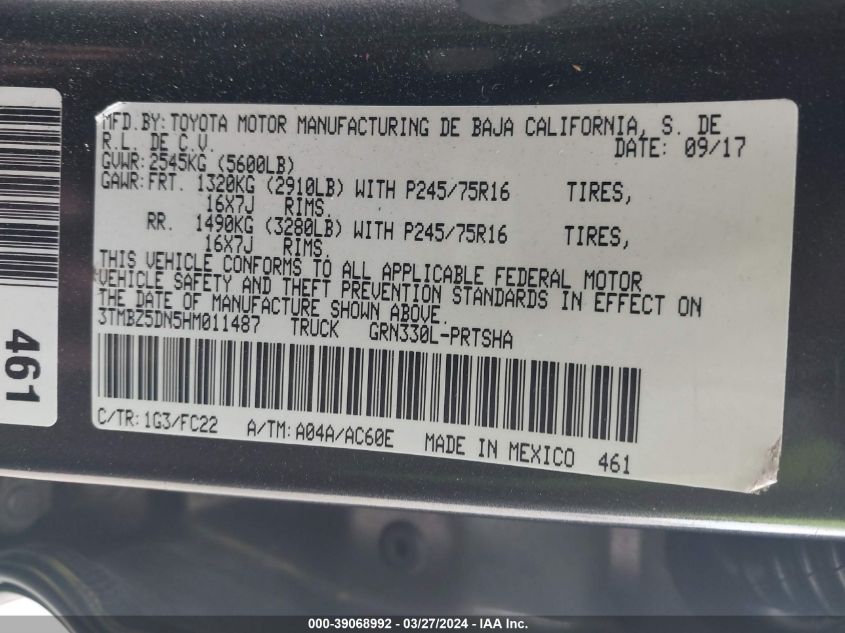 MFD.BY:TOYOTA MOTOR MANUFACTURING DE BAJA CALIFORNIA, S. DE
R.L. DE C.V. DATE: 09/17
GVWR:2545KG (5600LB)
GAWR:FRT. 1320KG (2910LB) WITH P245/75R16 TIRES,
16X7J RIMS.
RR. 1490KG (3280LB) WITH P245/75R16 TIRES,
16X7J RIMS.
THIS VEHICLE CONFORMS TO ALL APPLICABLE FEDERAL MOTOR
VEHICLE SAFETY AND THEFT PREVENTION STANDARDS IN EFFECT ON
THE DATE OF MANUFACTURE SHOWN ABOVE.
3TMBZ5DN5HM011487 TRUCK GRN330L-PRTSHA
C/TR:1G3/FC22 A/TM:A04A/AC60E MADE IN MEXICO 461
461
000-39068992 - 03/27/2024 - IAA Inc.